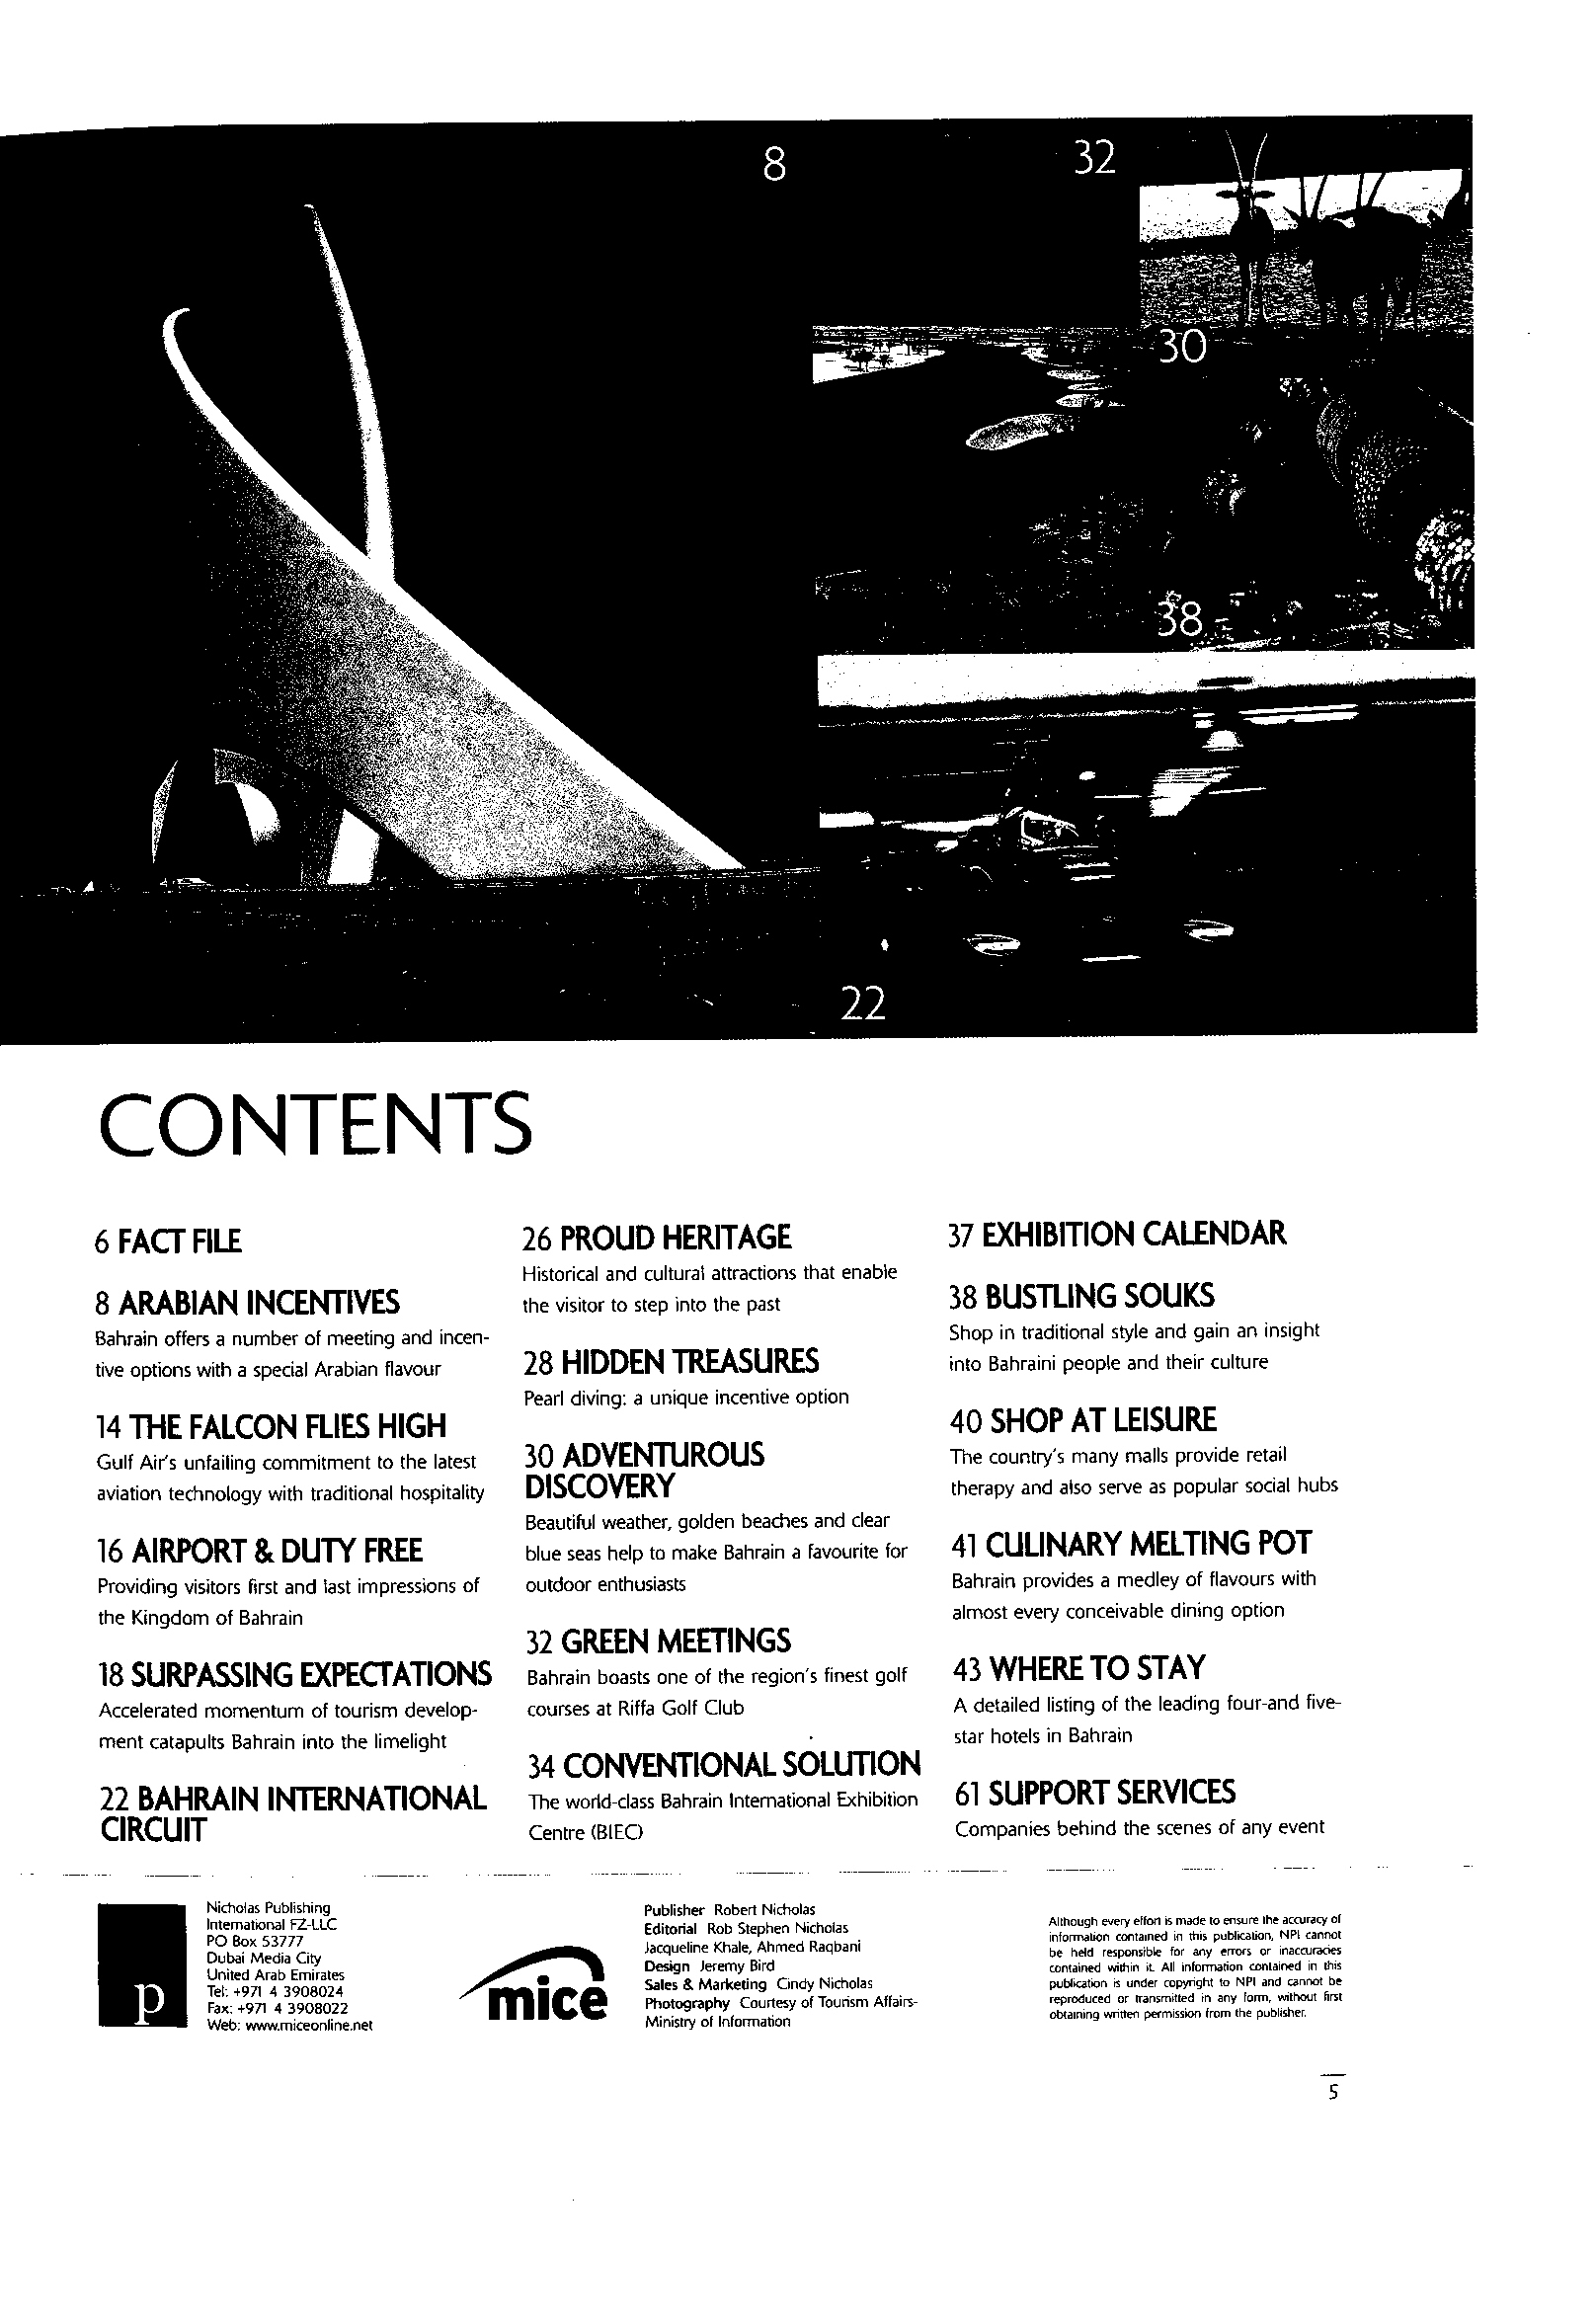 8
32
30
38
22
CONTENTS
6 FACT FILE
8 ARABIAN INCENTIVES
Bahrain offers a number of meeting and incen-
tive options with a special Arabian flavour
14 THE FALCON FLIES HIGH
Gulf Air's unfailing commitment to the latest
aviation technology with traditional hospitality
16 AIRPORT & DUTY FREE
Providing visitors first and last impressions of
the Kingdom of Bahrain
18 SURPASSING EXPECTATIONS
Accelerated momentum of tourism develop-
ment catapults Bahrain into the limelight
22 BAHRAIN INTERNATIONAL
CIRCUIT
26 PROUD HERITAGE
Historical and cultural attractions that enable
the visitor to step into the past
28 HIDDEN TREASURES
Pearl diving: a unique incentive option
30 ADVENTUROUS
DISCOVERY
Beautiful weather, golden beaches and clear
blue seas help to make Bahrain a favourite for
outdoor enthusiasts
32 GREEN MEETINGS
Bahrain boasts one of the region's finest golf
courses at Riffa Golf Club
34 CONVENTIONAL SOLUTION
The world-class Bahrain International Exhibition
Centre (BIEC)
37 EXHIBITION CALENDAR
38 BUSTLING SOUKS
Shop in traditional style and gain an insight
into Bahraini people and their culture
40 SHOP AT LEISURE
The country's many malls provide retail
therapy and also serve as popular social hubs
41 CULINARY MELTING POT
Bahrain provides a medley of flavours with
almost every conceivable dining option
43 WHERE TO STAY
A detailed listing of the leading four-and five-
star hotels in Bahrain
61 SUPPORT SERVICES
Companies behind the scenes of any event
p
Nicholas Publishing
International FZ-LLC
PO Box 53777
Dubai Media City
United Arab Emirates
Tel: +971 4 3908024
Fax: +971 4 3908022
Web: www.miceonline.net
mice
Publisher Robert Nicholas
Editorial Rob Stephen Nicholas
Jacqueline Khale, Ahmed Raqbani
Design Jeremy Bird
Sales & Marketing Cindy Nicholas
Photography Courtesy of Tourism Affairs-
Ministry of Information
Although every effort is made to ensure the accuracy of
information contained in this publication, NPI cannot
be held responsible for any errors or inaccuracies
contained within it. All information contained in this
publication is under copyright to NPI and cannot be
reproduced or transmitted in any form, without first
obtaining written permission from the publisher.
5